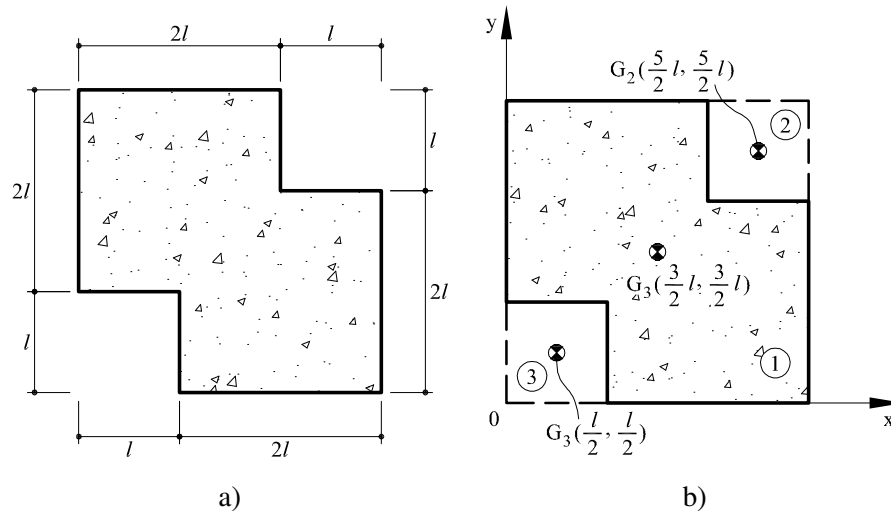 2l
l
2l
l
l
2l
l
2l
a)
y
G₂(5/2 l, 5/2 l)
2
G₃(3/2 l, 3/2 l)
1
3
0
x
G₃(l/2, l/2)
b)